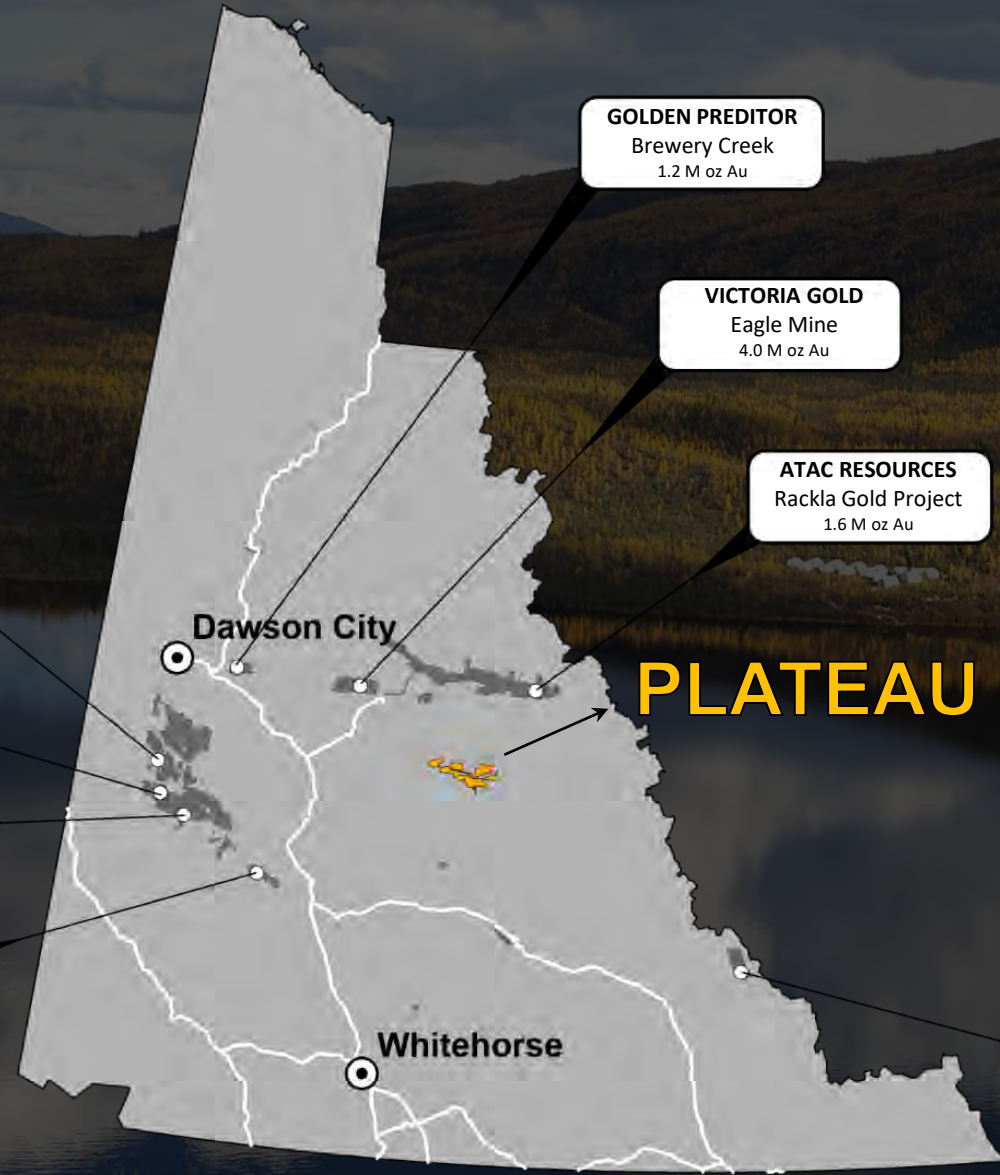 GOLDEN PREDITOR
Brewery Creek
1.2 M oz Au
VICTORIA GOLD
Eagle Mine
4.0 M oz Au
ATAC RESOURCES
Rackla Gold Project
1.6 M oz Au
Dawson City
PLATEAU
Whitehorse